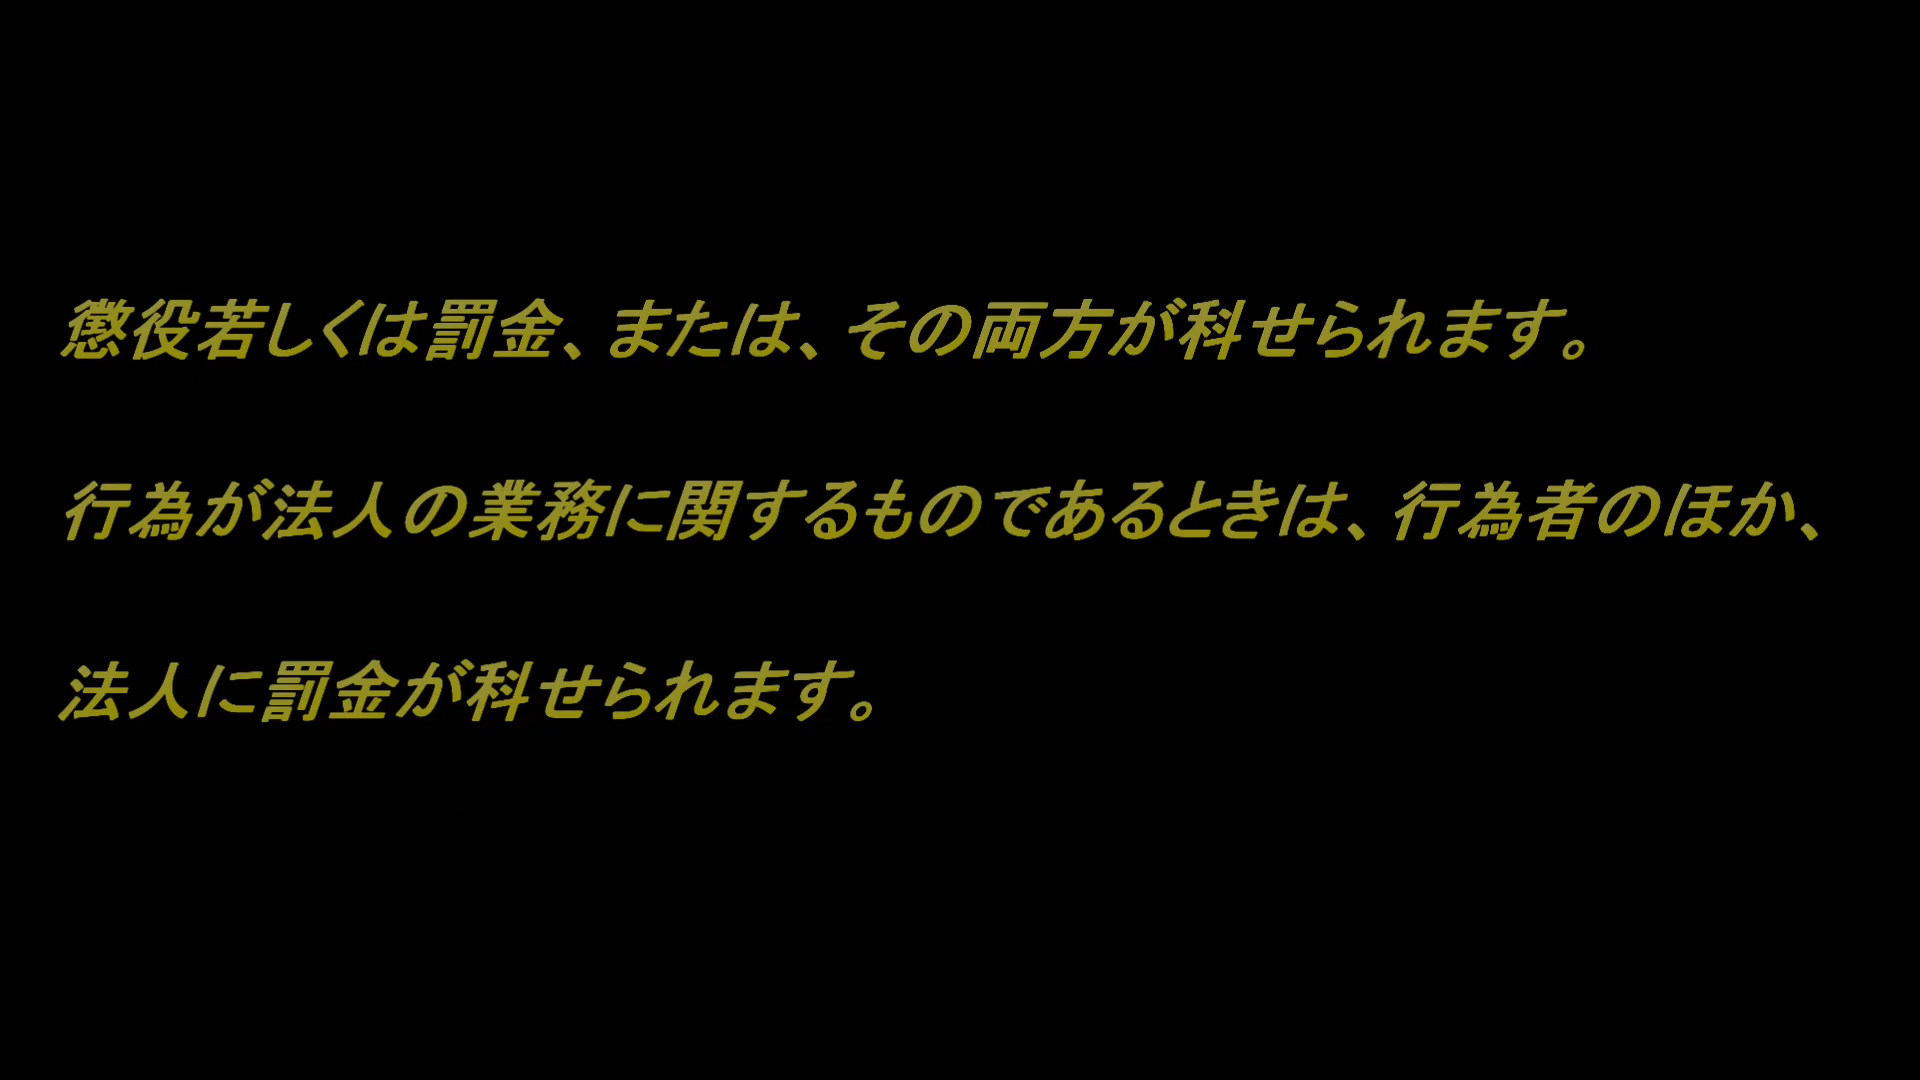 懲役若しくは罰金、または、その両方が科せられます。
行為が法人の業務に関するものであるときは、行為者のほか、
法人に罰金が科せられます。